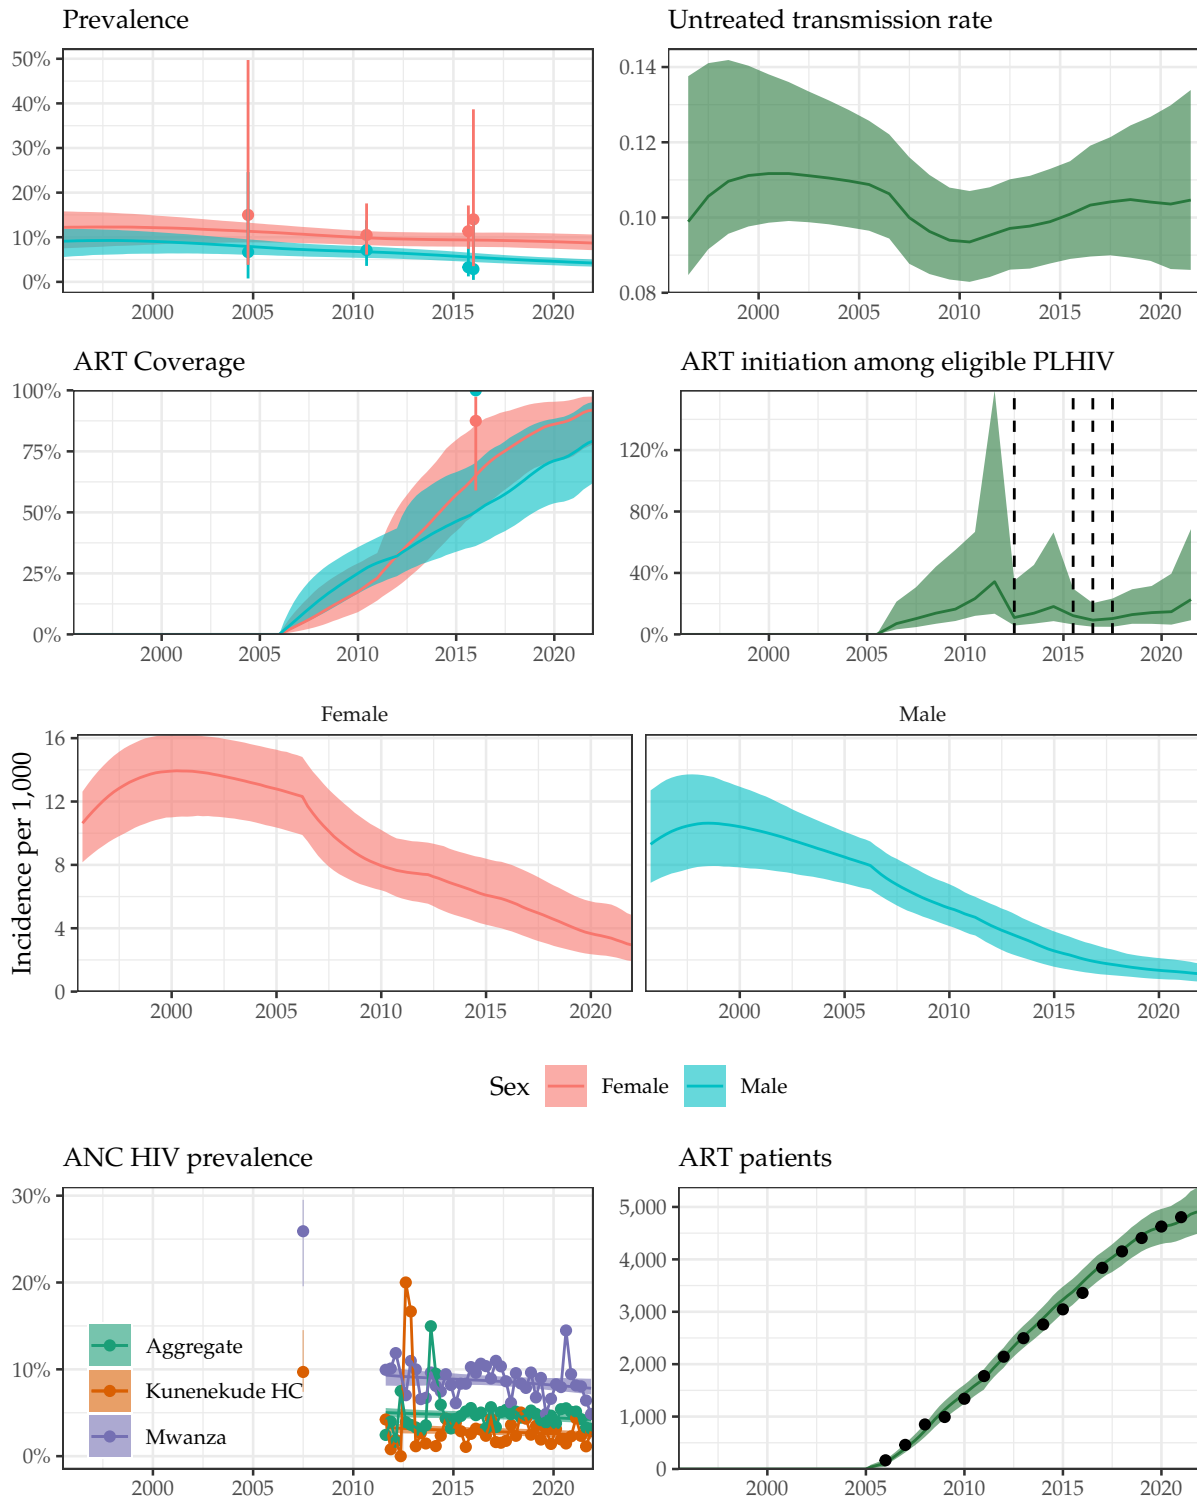 Prevalence
50%
40%
30%
20%
10%
0%
2000 2005 2010 2015 2020
Untreated transmission rate
0.14
0.12
0.10
0.08
2000 2005 2010 2015 2020
ART Coverage
100%
75%
50%
25%
0%
2000 2005 2010 2015 2020
ART initiation among eligible PLHIV
120%
80%
40%
0%
2000 2005 2010 2015 2020
Incidence per 1,000
Female
16
12
8
4
0
2000 2005 2010 2015 2020
Male
2000 2005 2010 2015 2020
Sex Female Male
ANC HIV prevalence
30%
20%
10%
0%
Aggregate
Kunenekude HC
Mwanza
2000 2005 2010 2015 2020
ART patients
5,000
4,000
3,000
2,000
1,000
0
2000 2005 2010 2015 2020